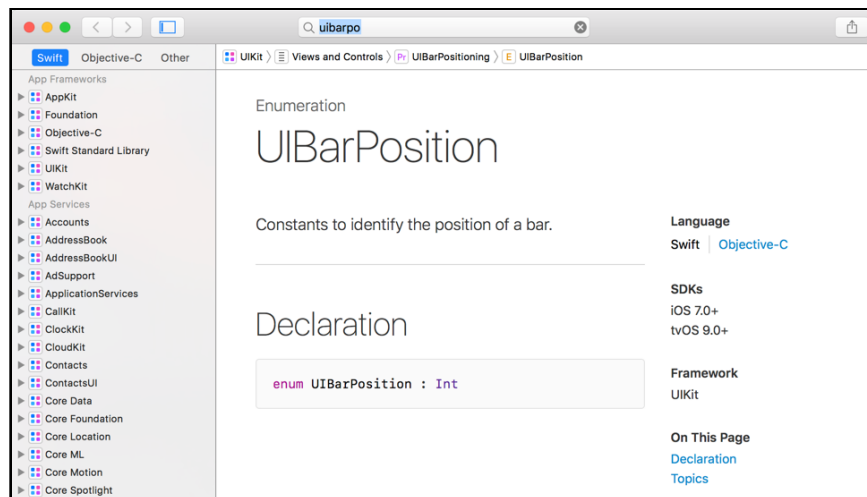 uibarpo
Swift Objective-C Other
UIKit Views and Controls Pr UIBarPositioning E UIBarPosition
App Frameworks
AppKit
Foundation
Objective-C
Swift Standard Library
UIKit
WatchKit
App Services
Accounts
AddressBook
AddressBookUI
AdSupport
ApplicationServices
CallKit
ClockKit
CloudKit
Contacts
ContactsUI
Core Data
Core Foundation
Core Location
Core ML
Core Motion
Core Spotlight
Enumeration
UIBarPosition
Constants to identify the position of a bar.
Declaration
enum UIBarPosition : Int
Language
Swift Objective-C
SDKs
iOS 7.0+
tvOS 9.0+
Framework
UIKit
On This Page
Declaration
Topics